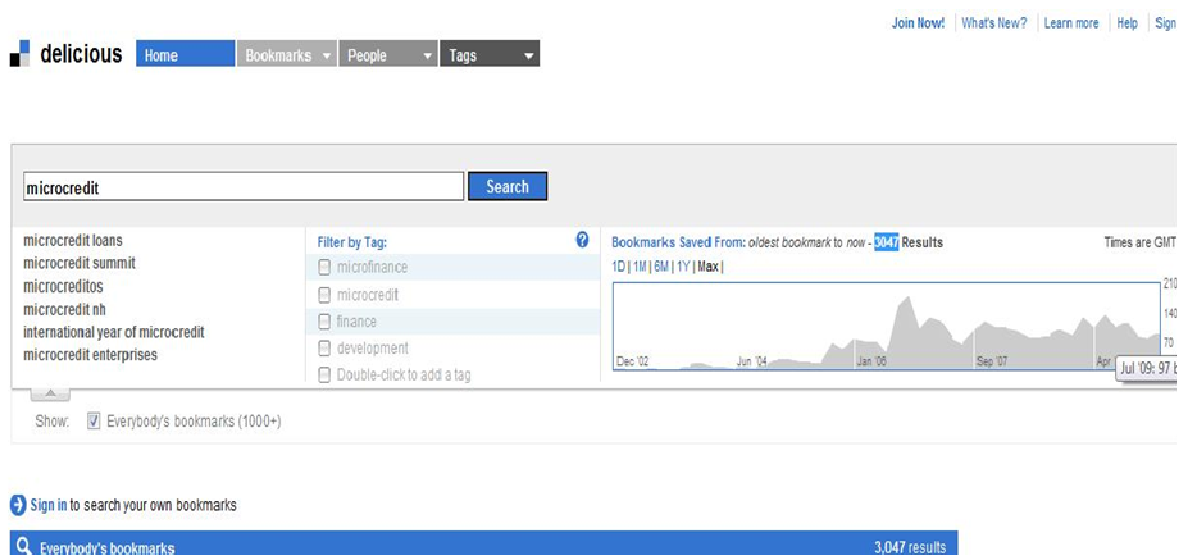 Join Now! What's New? Learn more Help Sign
delicious Home Bookmarks People Tags
microcredit Search
microcredit loans
microcredit summit
microcreditos
microcredit nh
international year of microcredit
microcredit enterprises
Filter by Tag: ?
microfinance
microcredit
finance
development
Double-click to add a tag
Bookmarks Saved From: oldest bookmark to now - 3047 Results Times are GMT
1D | 1M | 6M | 1Y | Max |
210
140
70
Dec '02 Jun '04 Jan '06 Sep '07 Apr
Jul '09: 97 b
Show: Everybody's bookmarks (1000+)
Sign in to search your own bookmarks
Everybody's bookmarks 3,047 results